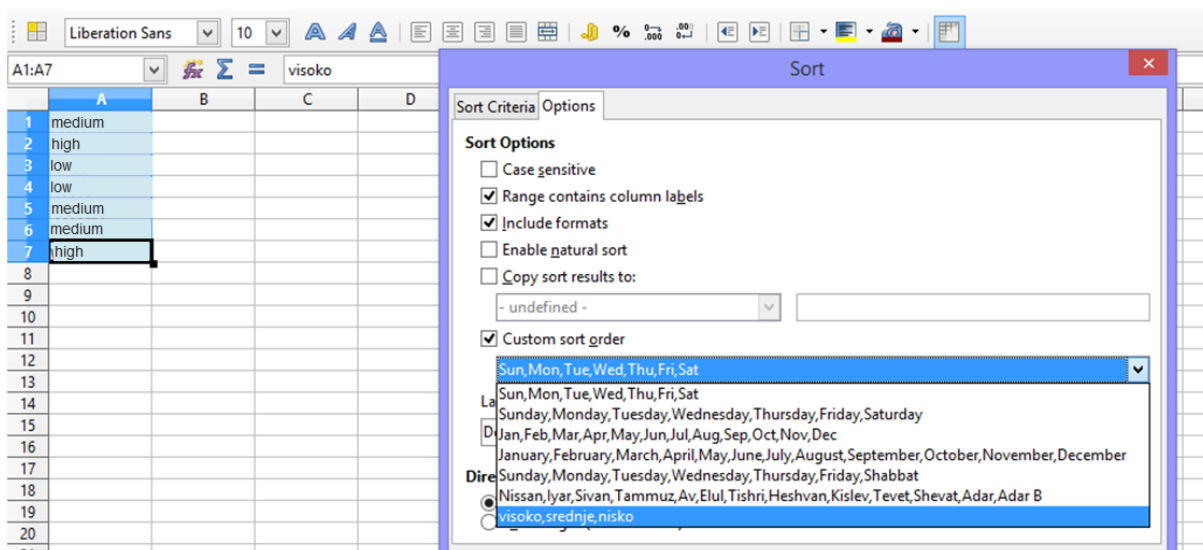 Liberation Sans 10 % .000 .00
A1:A7 visoko
Sort
A B C D
Sort Criteria Options
1 medium
Sort Options
2 high
Case sensitive
3 low
Range contains column labels
4 low
Include formats
5 medium
6 medium
Enable natural sort
7 high
Copy sort results to:
8
9
- undefined -
10
11
Custom sort order
12
Sun,Mon,Tue,Wed,Thu,Fri,Sat
13
Sun,Mon,Tue,Wed,Thu,Fri,Sat
14
La
Sunday,Monday,Tuesday,Wednesday,Thursday,Friday,Saturday
15
D
Jan,Feb,Mar,Apr,May,Jun,Jul,Aug,Sep,Oct,Nov,Dec
16
January,February,March,April,May,June,July,August,September,October,November,December
17
Dire
Sunday,Monday,Tuesday,Wednesday,Thursday,Friday,Shabbat
18
Nissan,Iyar,Sivan,Tammuz,Av,Elul,Tishri,Heshvan,Kislev,Tevet,Shevat,Adar,Adar B
19
visoko,srednje,nisko
20